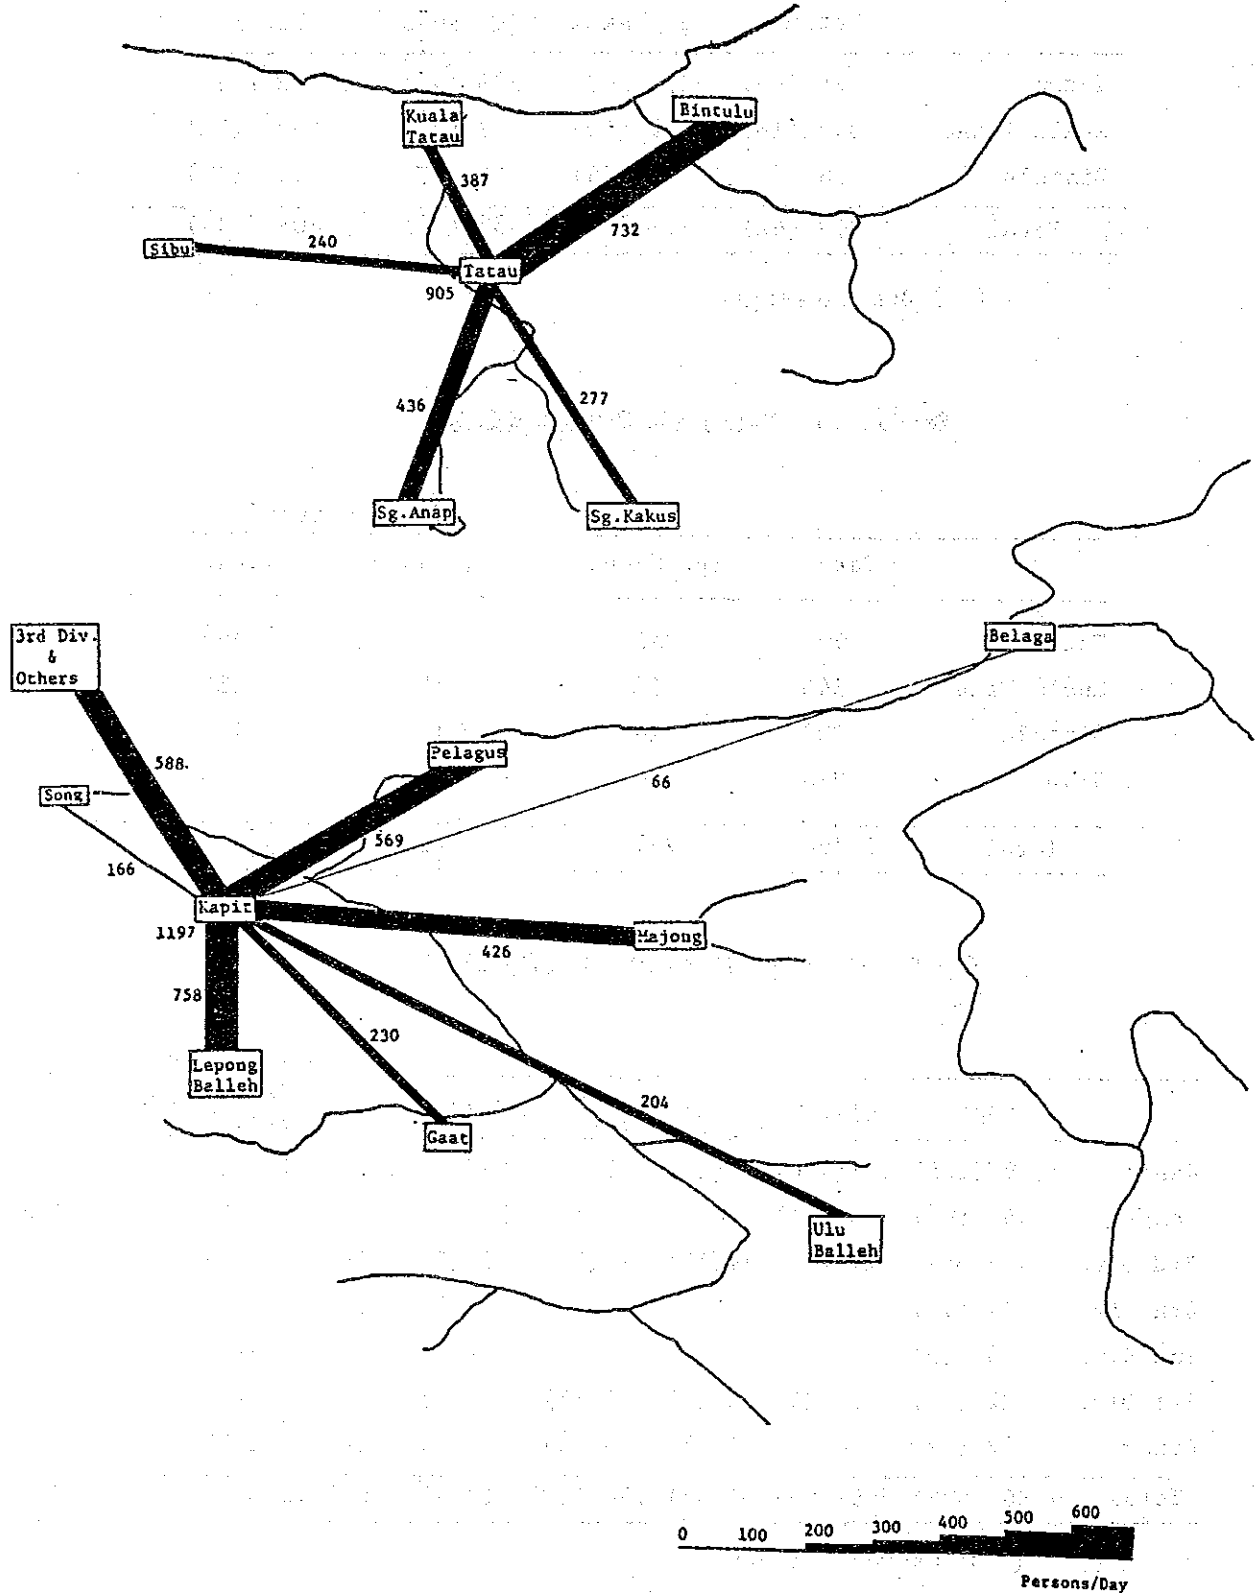 Kuala
Tatau
Bintulu
387
732
Sibu
240
Tatau
905
436
277
Sg.Anap
Sg.Kakus
3rd Div.
&
Others
Belaga
588
Pelagus
Song
66
569
166
Kapit
1197
426
Majong
758
230
Lepong
Balleh
204
Gaat
Ulu
Balleh
0 100 200 300 400 500 600
Persons/Day